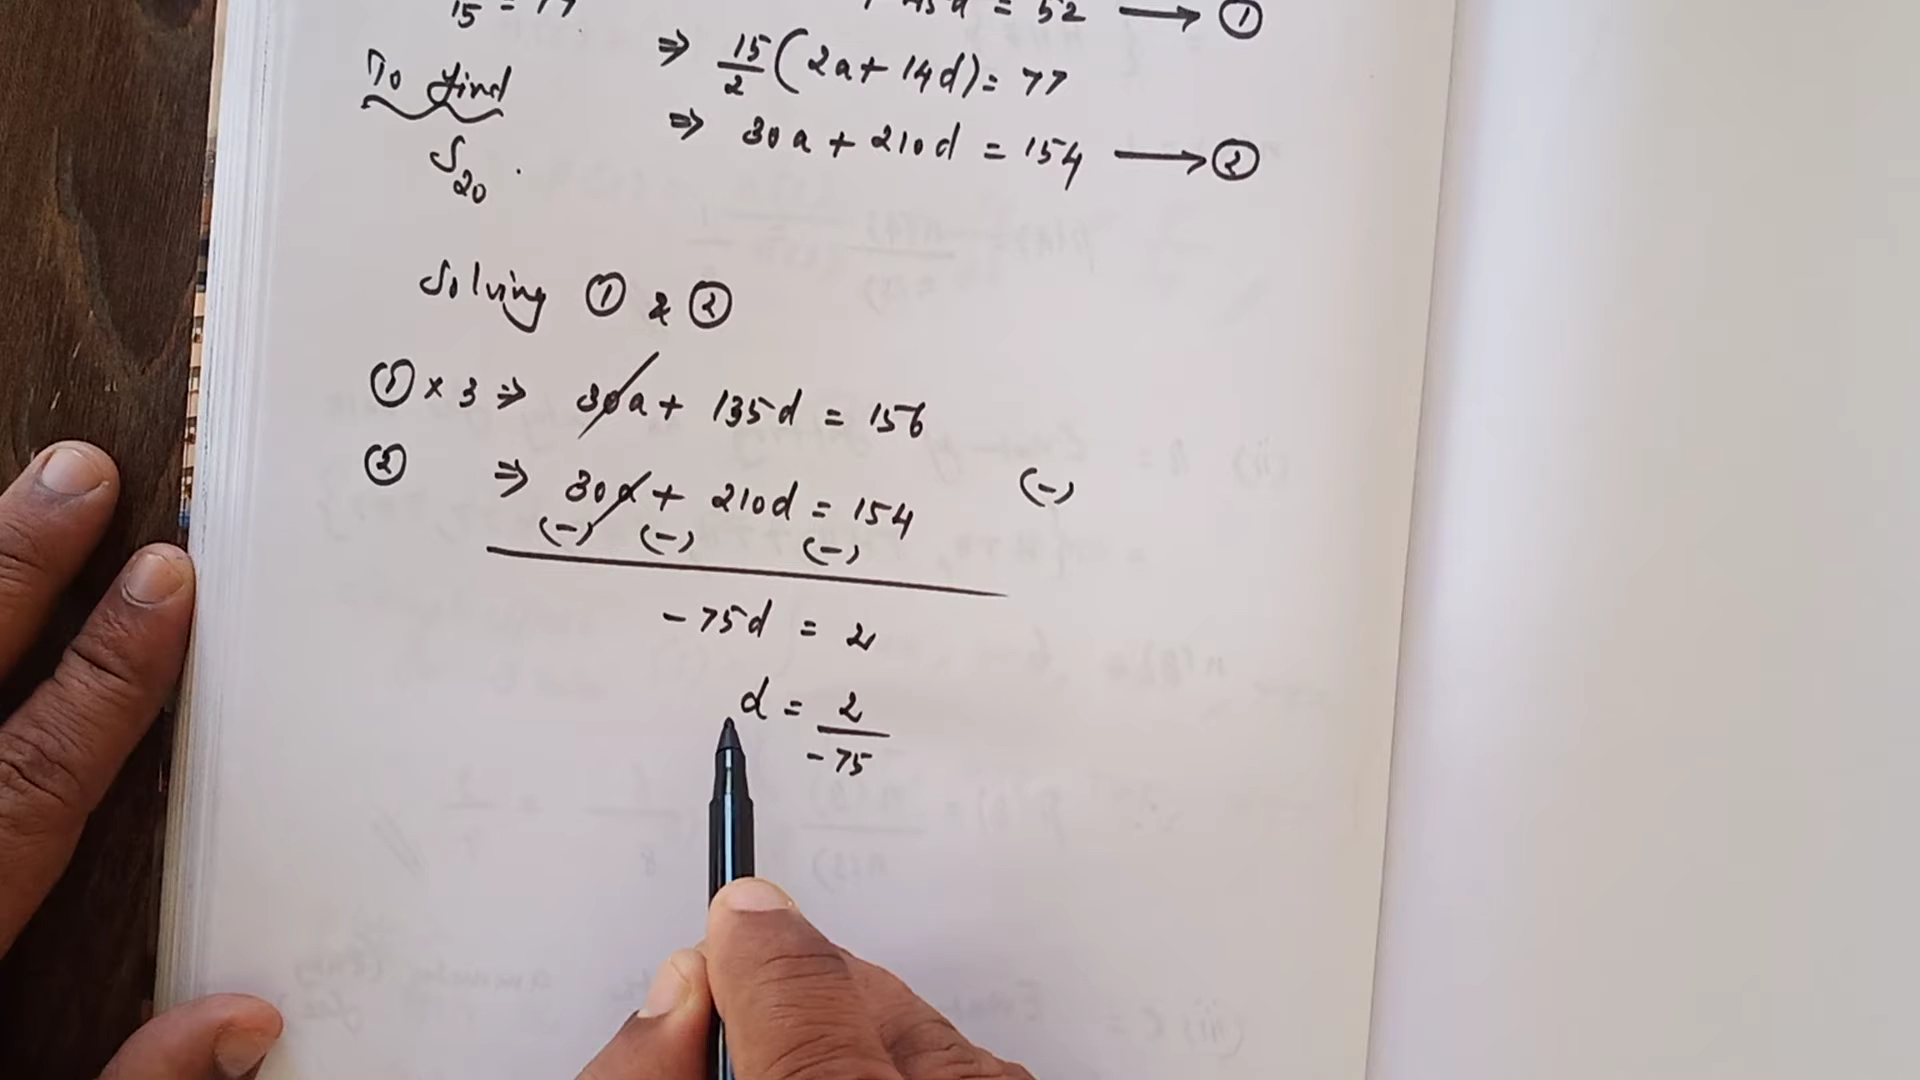 15 = 77
45d = 52 ⟶ ①
⇒ 15/2 (2a + 14d) = 77
To find
⇒ 30a + 210d = 154 ⟶ ②
S₂₀.
Solving ① & ②
① × 3 ⇒ 30a + 135d = 156
② ⇒ 30a + 210d = 154 (-)
(-) (-) (-)
-75d = 2
d = 2/-75